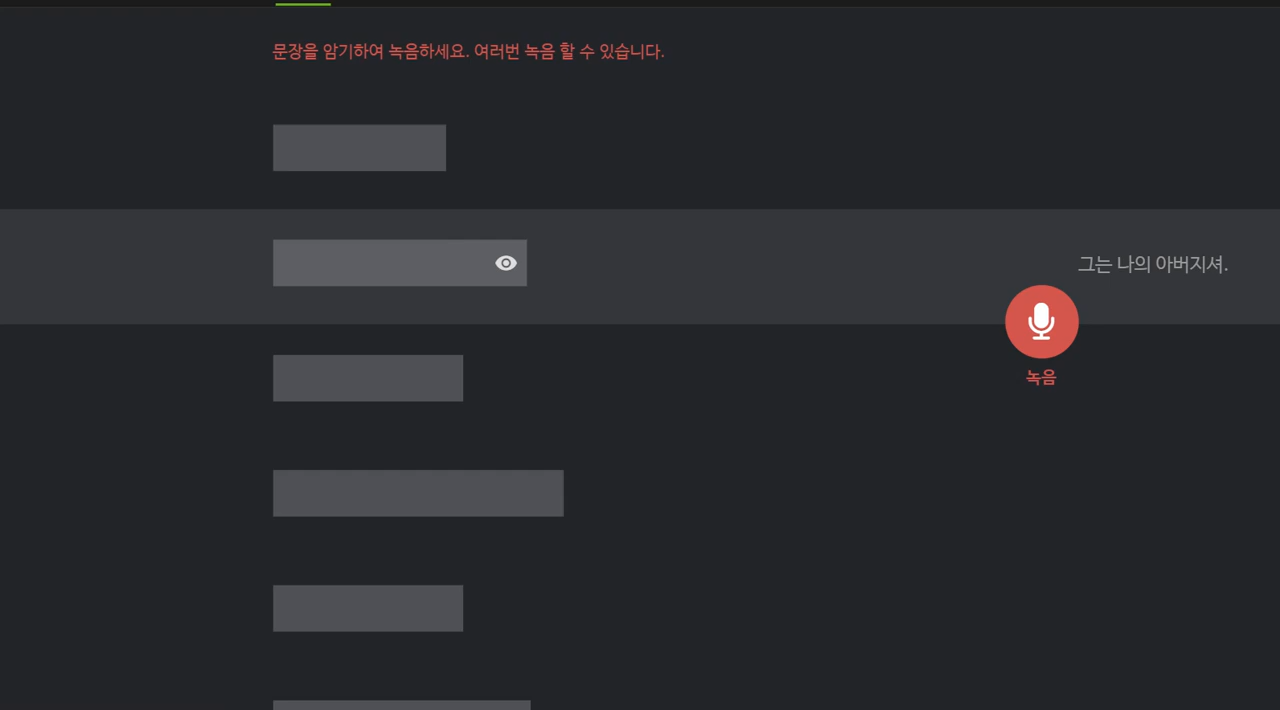 문장을 암기하여 녹음하세요. 여러번 녹음 할 수 있습니다.
그는 나의 아버지셔.
녹음